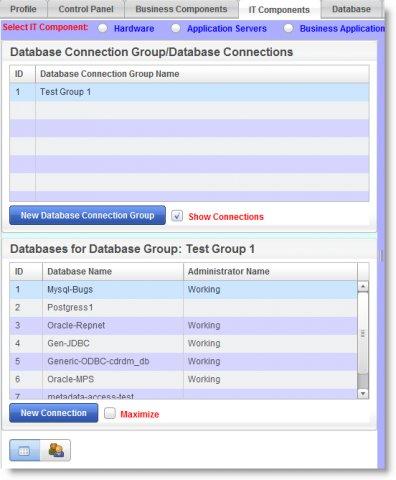 Profile Control Panel Business Components IT Components Database
Select IT Component: Hardware Application Servers Business Application
Database Connection Group/Database Connections
ID Database Connection Group Name
1 Test Group 1
New Database Connection Group Show Connections
Databases for Database Group: Test Group 1
ID Database Name Administrator Name
1 Mysql-Bugs Working
2 Postgress1
3 Oracle-Repnet Working
4 Gen-JDBC Working
5 Generic-ODBC-cdrdm_db Working
6 Oracle-MPS Working
7 metadata-access-test
New Connection Maximize